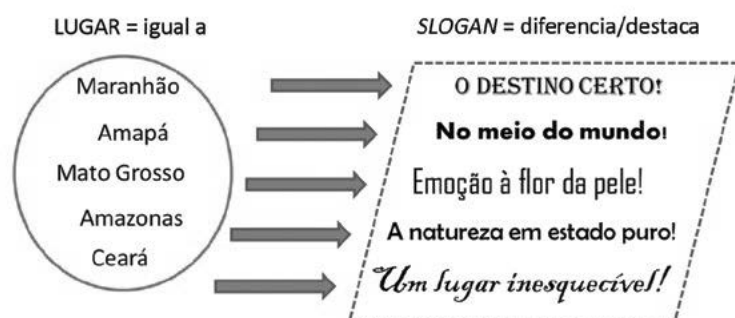 LUGAR = igual a
SLOGAN = diferencia/destaca
Maranhão
O DESTINO CERTO!
Amapá
No meio do mundo!
Mato Grosso
Emoção à flor da pele!
Amazonas
A natureza em estado puro!
Ceará
Um lugar inesquecível!